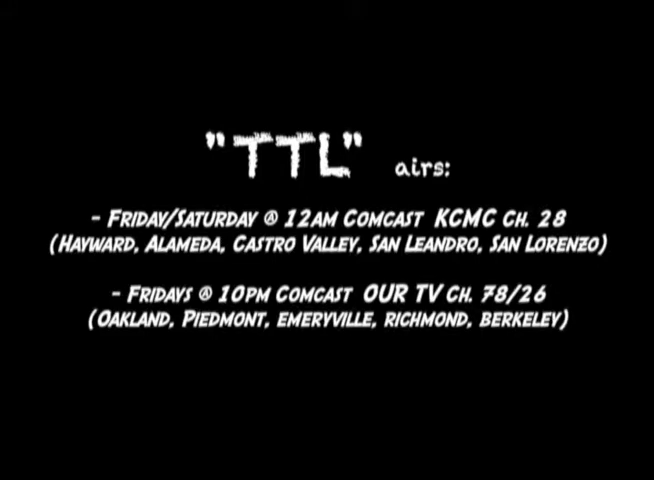 "TTL" airs:
- FRIDAY/SATURDAY @ 12AM COMCAST KCMC CH. 28
(HAYWARD, ALAMEDA, CASTRO VALLEY, SAN LEANDRO, SAN LORENZO)
- FRIDAYS @ 10PM COMCAST OUR TV CH. 78/26
(OAKLAND, PIEDMONT, EMERYVILLE, RICHMOND, BERKELEY)